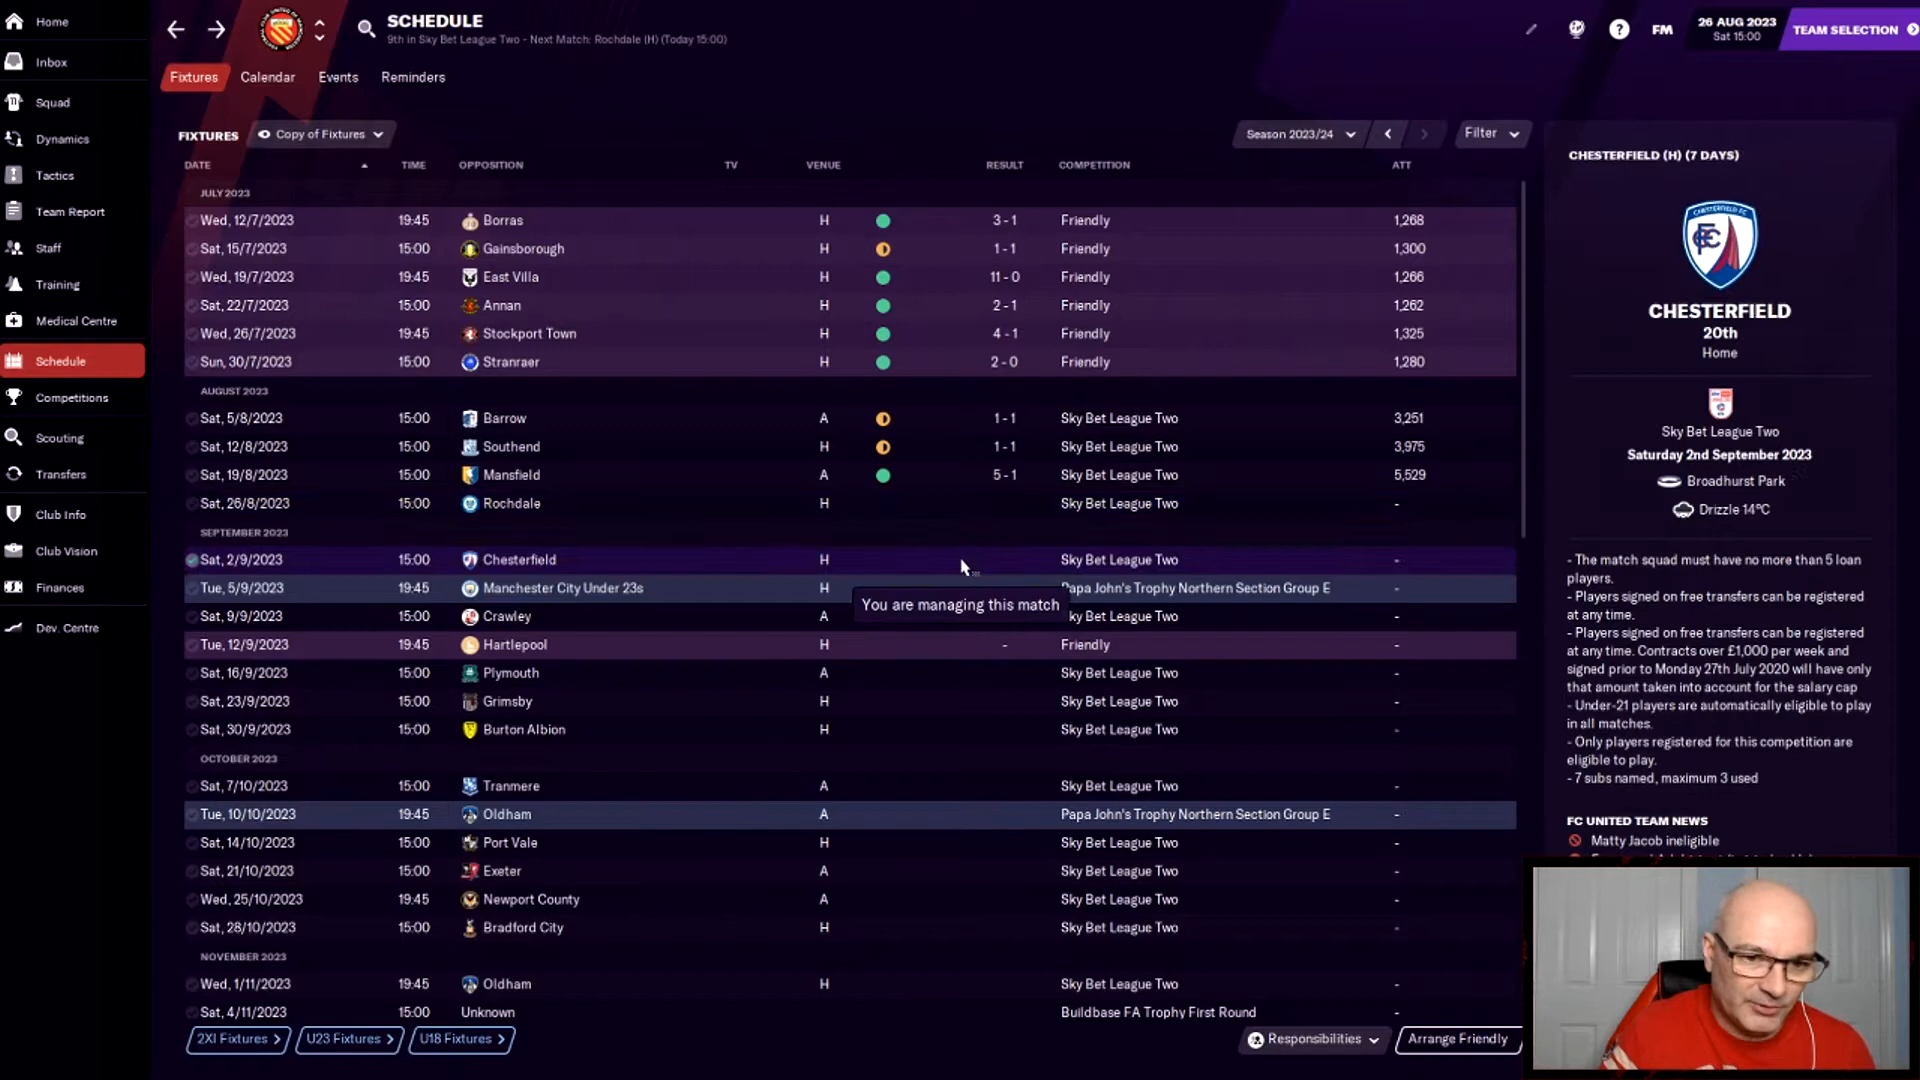 Home
Inbox
Squad
Dynamics
Tactics
Team Report
Staff
Training
Medical Centre
Schedule
Competitions
Scouting
Transfers
Club Info
Club Vision
Finances
Dev. Centre
SCHEDULE
9th in Sky Bet League Two - Next Match: Rochdale (H) (Today 15:00)
FM
26 AUG 2023
Sat 15:00
TEAM SELECTION
Fixtures Calendar Events Reminders
FIXTURES Copy of Fixtures Season 2023/24 Filter
DATE TIME OPPOSITION TV VENUE RESULT COMPETITION ATT
JULY 2023
Wed, 12/7/2023 19:45 Borras H 3 - 1 Friendly 1,268
Sat, 15/7/2023 15:00 Gainsborough H 1 - 1 Friendly 1,300
Wed, 19/7/2023 19:45 East Villa H 11 - 0 Friendly 1,266
Sat, 22/7/2023 15:00 Annan H 2 - 1 Friendly 1,262
Wed, 26/7/2023 19:45 Stockport Town H 4 - 1 Friendly 1,325
Sun, 30/7/2023 15:00 Stranraer H 2 - 0 Friendly 1,280
AUGUST 2023
Sat, 5/8/2023 15:00 Barrow A 1 - 1 Sky Bet League Two 3,251
Sat, 12/8/2023 15:00 Southend H 1 - 1 Sky Bet League Two 3,975
Sat, 19/8/2023 15:00 Mansfield A 5 - 1 Sky Bet League Two 5,529
Sat, 26/8/2023 15:00 Rochdale H Sky Bet League Two -
SEPTEMBER 2023
Sat, 2/9/2023 15:00 Chesterfield H Sky Bet League Two -
Tue, 5/9/2023 19:45 Manchester City Under 23s H Papa John's Trophy Northern Section Group E -
You are managing this match
Sat, 9/9/2023 15:00 Crawley A Sky Bet League Two -
Tue, 12/9/2023 19:45 Hartlepool H - Friendly -
Sat, 16/9/2023 15:00 Plymouth A Sky Bet League Two -
Sat, 23/9/2023 15:00 Grimsby H Sky Bet League Two -
Sat, 30/9/2023 15:00 Burton Albion H Sky Bet League Two -
OCTOBER 2023
Sat, 7/10/2023 15:00 Tranmere A Sky Bet League Two -
Tue, 10/10/2023 19:45 Oldham A Papa John's Trophy Northern Section Group E -
Sat, 14/10/2023 15:00 Port Vale H Sky Bet League Two -
Sat, 21/10/2023 15:00 Exeter A Sky Bet League Two -
Wed, 25/10/2023 19:45 Newport County A Sky Bet League Two -
Sat, 28/10/2023 15:00 Bradford City H Sky Bet League Two -
NOVEMBER 2023
Wed, 1/11/2023 19:45 Oldham H Sky Bet League Two -
Sat, 4/11/2023 15:00 Unknown Buildbase FA Trophy First Round -
2XI Fixtures U23 Fixtures U18 Fixtures Responsibilities Arrange Friendly
CHESTERFIELD (H) (7 DAYS)
CHESTERFIELD
20th
Home
Sky Bet League Two
Saturday 2nd September 2023
Broadhurst Park
Drizzle 14°C
- The match squad must have no more than 5 loan
players.
- Players signed on free transfers can be registered
at any time.
- Players signed on free transfers can be registered
at any time. Contracts over £1,000 per week and
signed prior to Monday 27th July 2020 will have only
that amount taken into account for the salary cap
- Under-21 players are automatically eligible to play
in all matches.
- Only players registered for this competition are
eligible to play.
- 7 subs named, maximum 3 used
FC UNITED TEAM NEWS
Matty Jacob ineligible